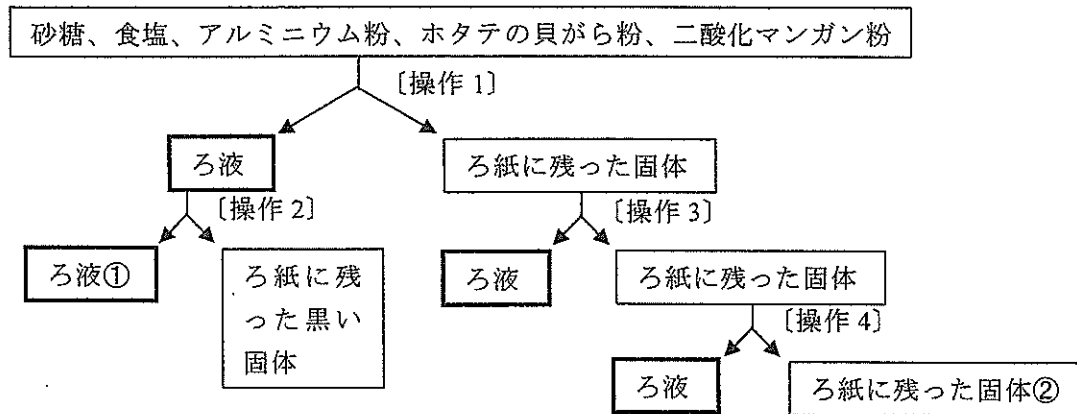 砂糖、食塩、アルミニウム粉、ホタテの貝がら粉、二酸化マンガン粉
〔操作1〕
ろ液
ろ紙に残った固体
〔操作2〕
〔操作3〕
ろ液①
ろ紙に残
った黒い
固体
ろ液
ろ紙に残った固体
〔操作4〕
ろ液
ろ紙に残った固体②